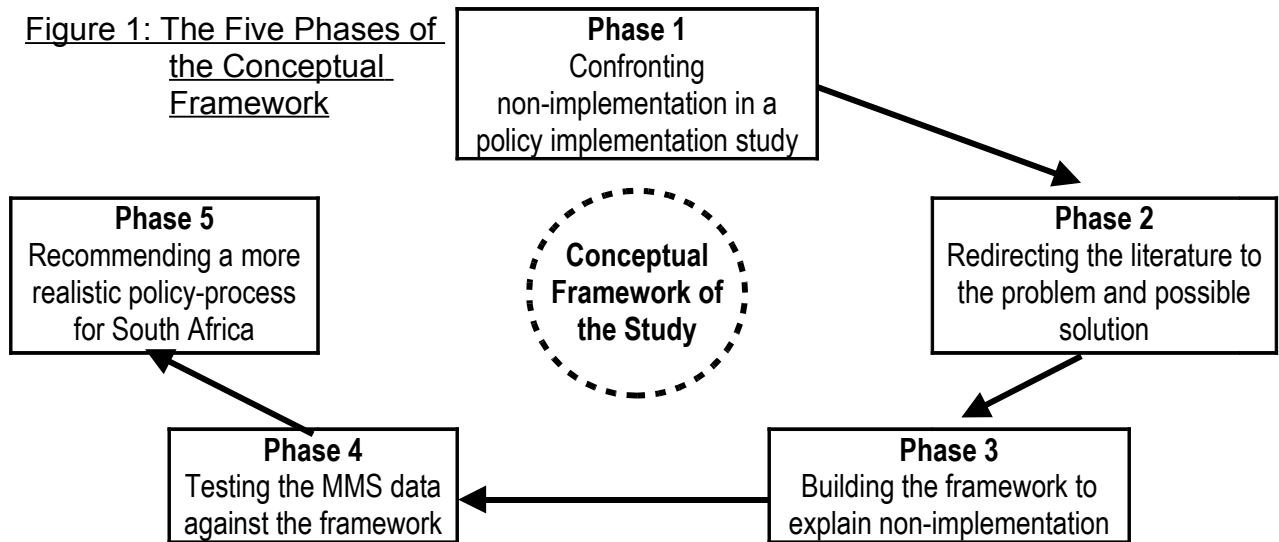 Figure 1: The Five Phases of
the Conceptual
Framework
Phase 1
Confronting
non-implementation in a
policy implementation study
Phase 2
Redirecting the literature to
the problem and possible
solution
Phase 3
Building the framework to
explain non-implementation
Phase 4
Testing the MMS data
against the framework
Phase 5
Recommending a more
realistic policy-process
for South Africa
Conceptual
Framework of
the Study